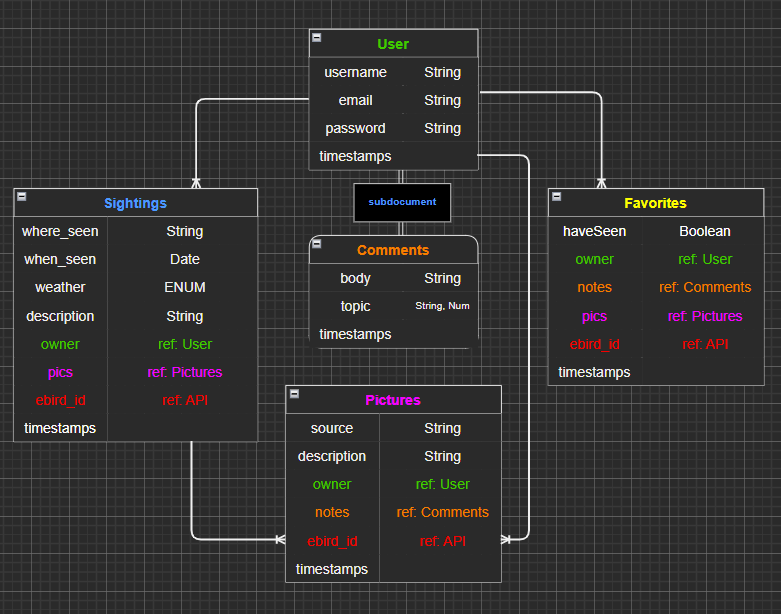 User
username String
email String
password String
timestamps
subdocument
Sightings
where_seen String
when_seen Date
weather ENUM
description String
owner ref: User
pics ref: Pictures
ebird_id ref: API
timestamps
Comments
body String
topic String, Num
timestamps
Favorites
haveSeen Boolean
owner ref: User
notes ref: Comments
pics ref: Pictures
ebird_id ref: API
timestamps
Pictures
source String
description String
owner ref: User
notes ref: Comments
ebird_id ref: API
timestamps